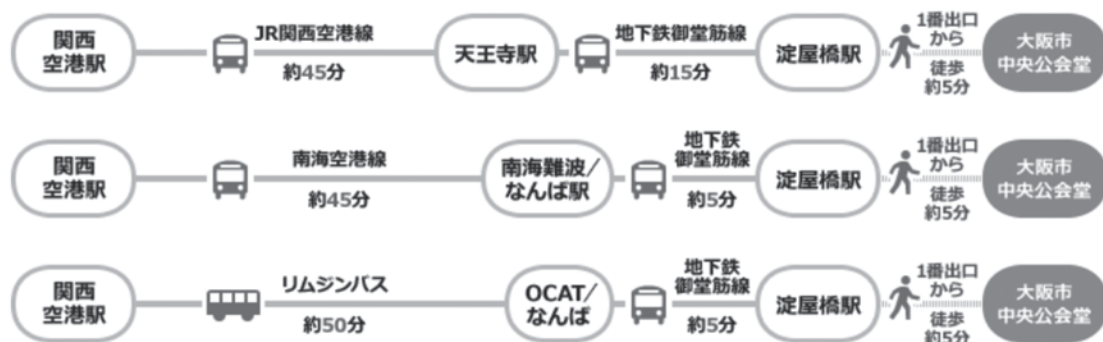 関西
空港駅
JR関西空港線
約45分
天王寺駅
地下鉄御堂筋線
約15分
淀屋橋駅
1番出口
から
徒歩
約5分
大阪市
中央公会堂
関西
空港駅
南海空港線
約45分
南海難波/
なんば駅
地下鉄
御堂筋線
約5分
淀屋橋駅
1番出口
から
徒歩
約5分
大阪市
中央公会堂
関西
空港駅
リムジンバス
約50分
OCAT/
なんば
地下鉄
御堂筋線
約5分
淀屋橋駅
1番出口
から
徒歩
約5分
大阪市
中央公会堂